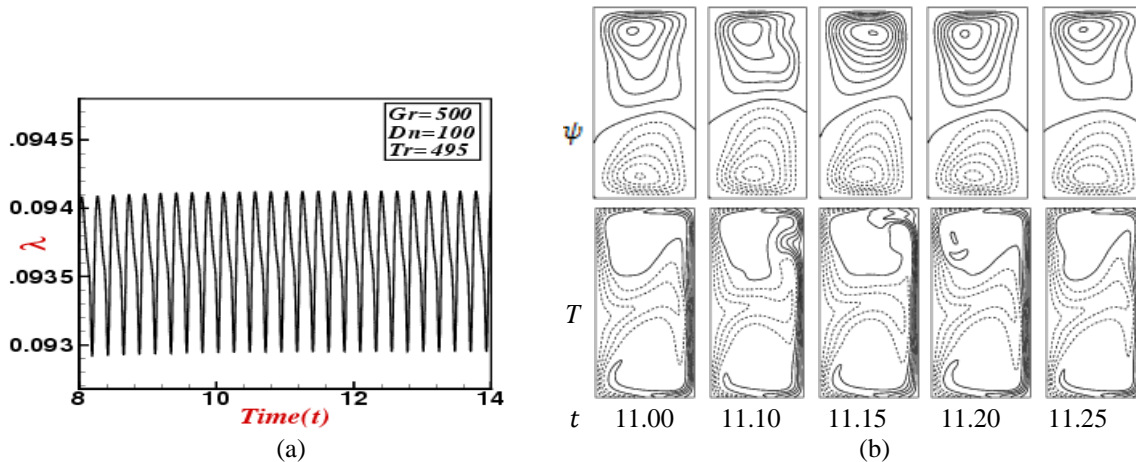 Gr=500
Dn=100
Tr=495
.0945
0.094
λ
.0935
0.093
8 10 12 14
Time(t)
(a)
ψ
T
t 11.00 11.10 11.15 11.20 11.25
(b)